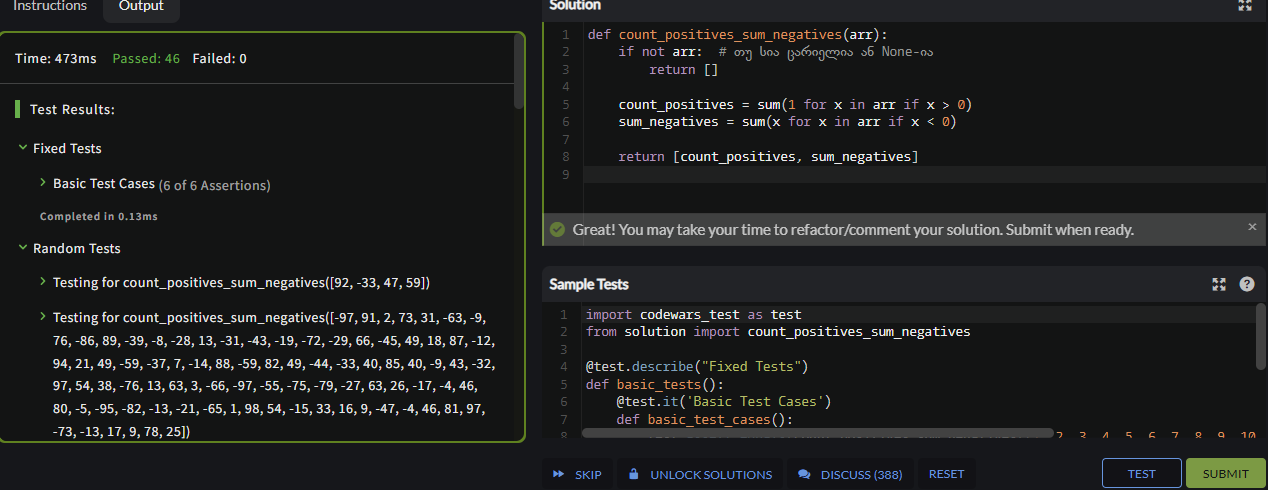 Instructions
Output
Time: 473ms Passed: 46 Failed: 0
Test Results:
Fixed Tests
Basic Test Cases (6 of 6 Assertions)
Completed in 0.13ms
Random Tests
Testing for count_positives_sum_negatives([92, -33, 47, 59])
Testing for count_positives_sum_negatives([-97, 91, 2, 73, 31, -63, -9,
76, -86, 89, -39, -8, -28, 13, -31, -43, -19, -72, -29, 66, -45, 49, 18, 87, -12,
94, 21, 49, -59, -37, 7, -14, 88, -59, 82, 49, -44, -33, 40, 85, 40, -9, 43, -32,
97, 54, 38, -76, 13, 63, 3, -66, -97, -55, -75, -79, -27, 63, 26, -17, -4, 46,
80, -5, -95, -82, -13, -21, -65, 1, 98, 54, -15, 33, 16, 9, -47, -4, 46, 81, 97,
-73, -13, 17, 9, 78, 25])
Solution
1 def count_positives_sum_negatives(arr):
2 if not arr: # თუ სია ცარიელია ან None-ია
3 return []
4
5 count_positives = sum(1 for x in arr if x > 0)
6 sum_negatives = sum(x for x in arr if x < 0)
7
8 return [count_positives, sum_negatives]
9
Great! You may take your time to refactor/comment your solution. Submit when ready.
Sample Tests
1 import codewars_test as test
2 from solution import count_positives_sum_negatives
3
4 @test.describe("Fixed Tests")
5 def basic_tests():
6 @test.it('Basic Test Cases')
7 def basic_test_cases():
8 2, 3, 4, 5, 6, 7, 8, 9, 10
SKIP
UNLOCK SOLUTIONS
DISCUSS (388)
RESET
TEST
SUBMIT